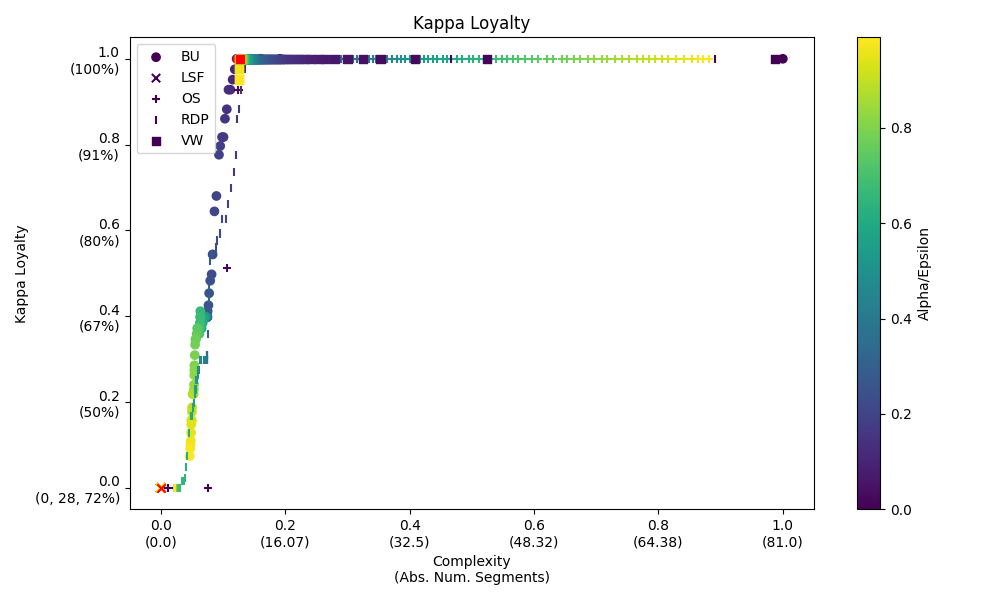 Kappa Loyalty
Kappa Loyalty
1.0
(100%)
0.8
(91%)
0.6
(80%)
0.4
(67%)
0.2
(50%)
0.0
(0, 28, 72%)
BU
LSF
OS
RDP
VW
0.0
(0.0)
0.2
(16.07)
0.4
(32.5)
0.6
(48.32)
0.8
(64.38)
1.0
(81.0)
Complexity
(Abs. Num. Segments)
0.8
0.6
0.4
0.2
0.0
Alpha/Epsilon